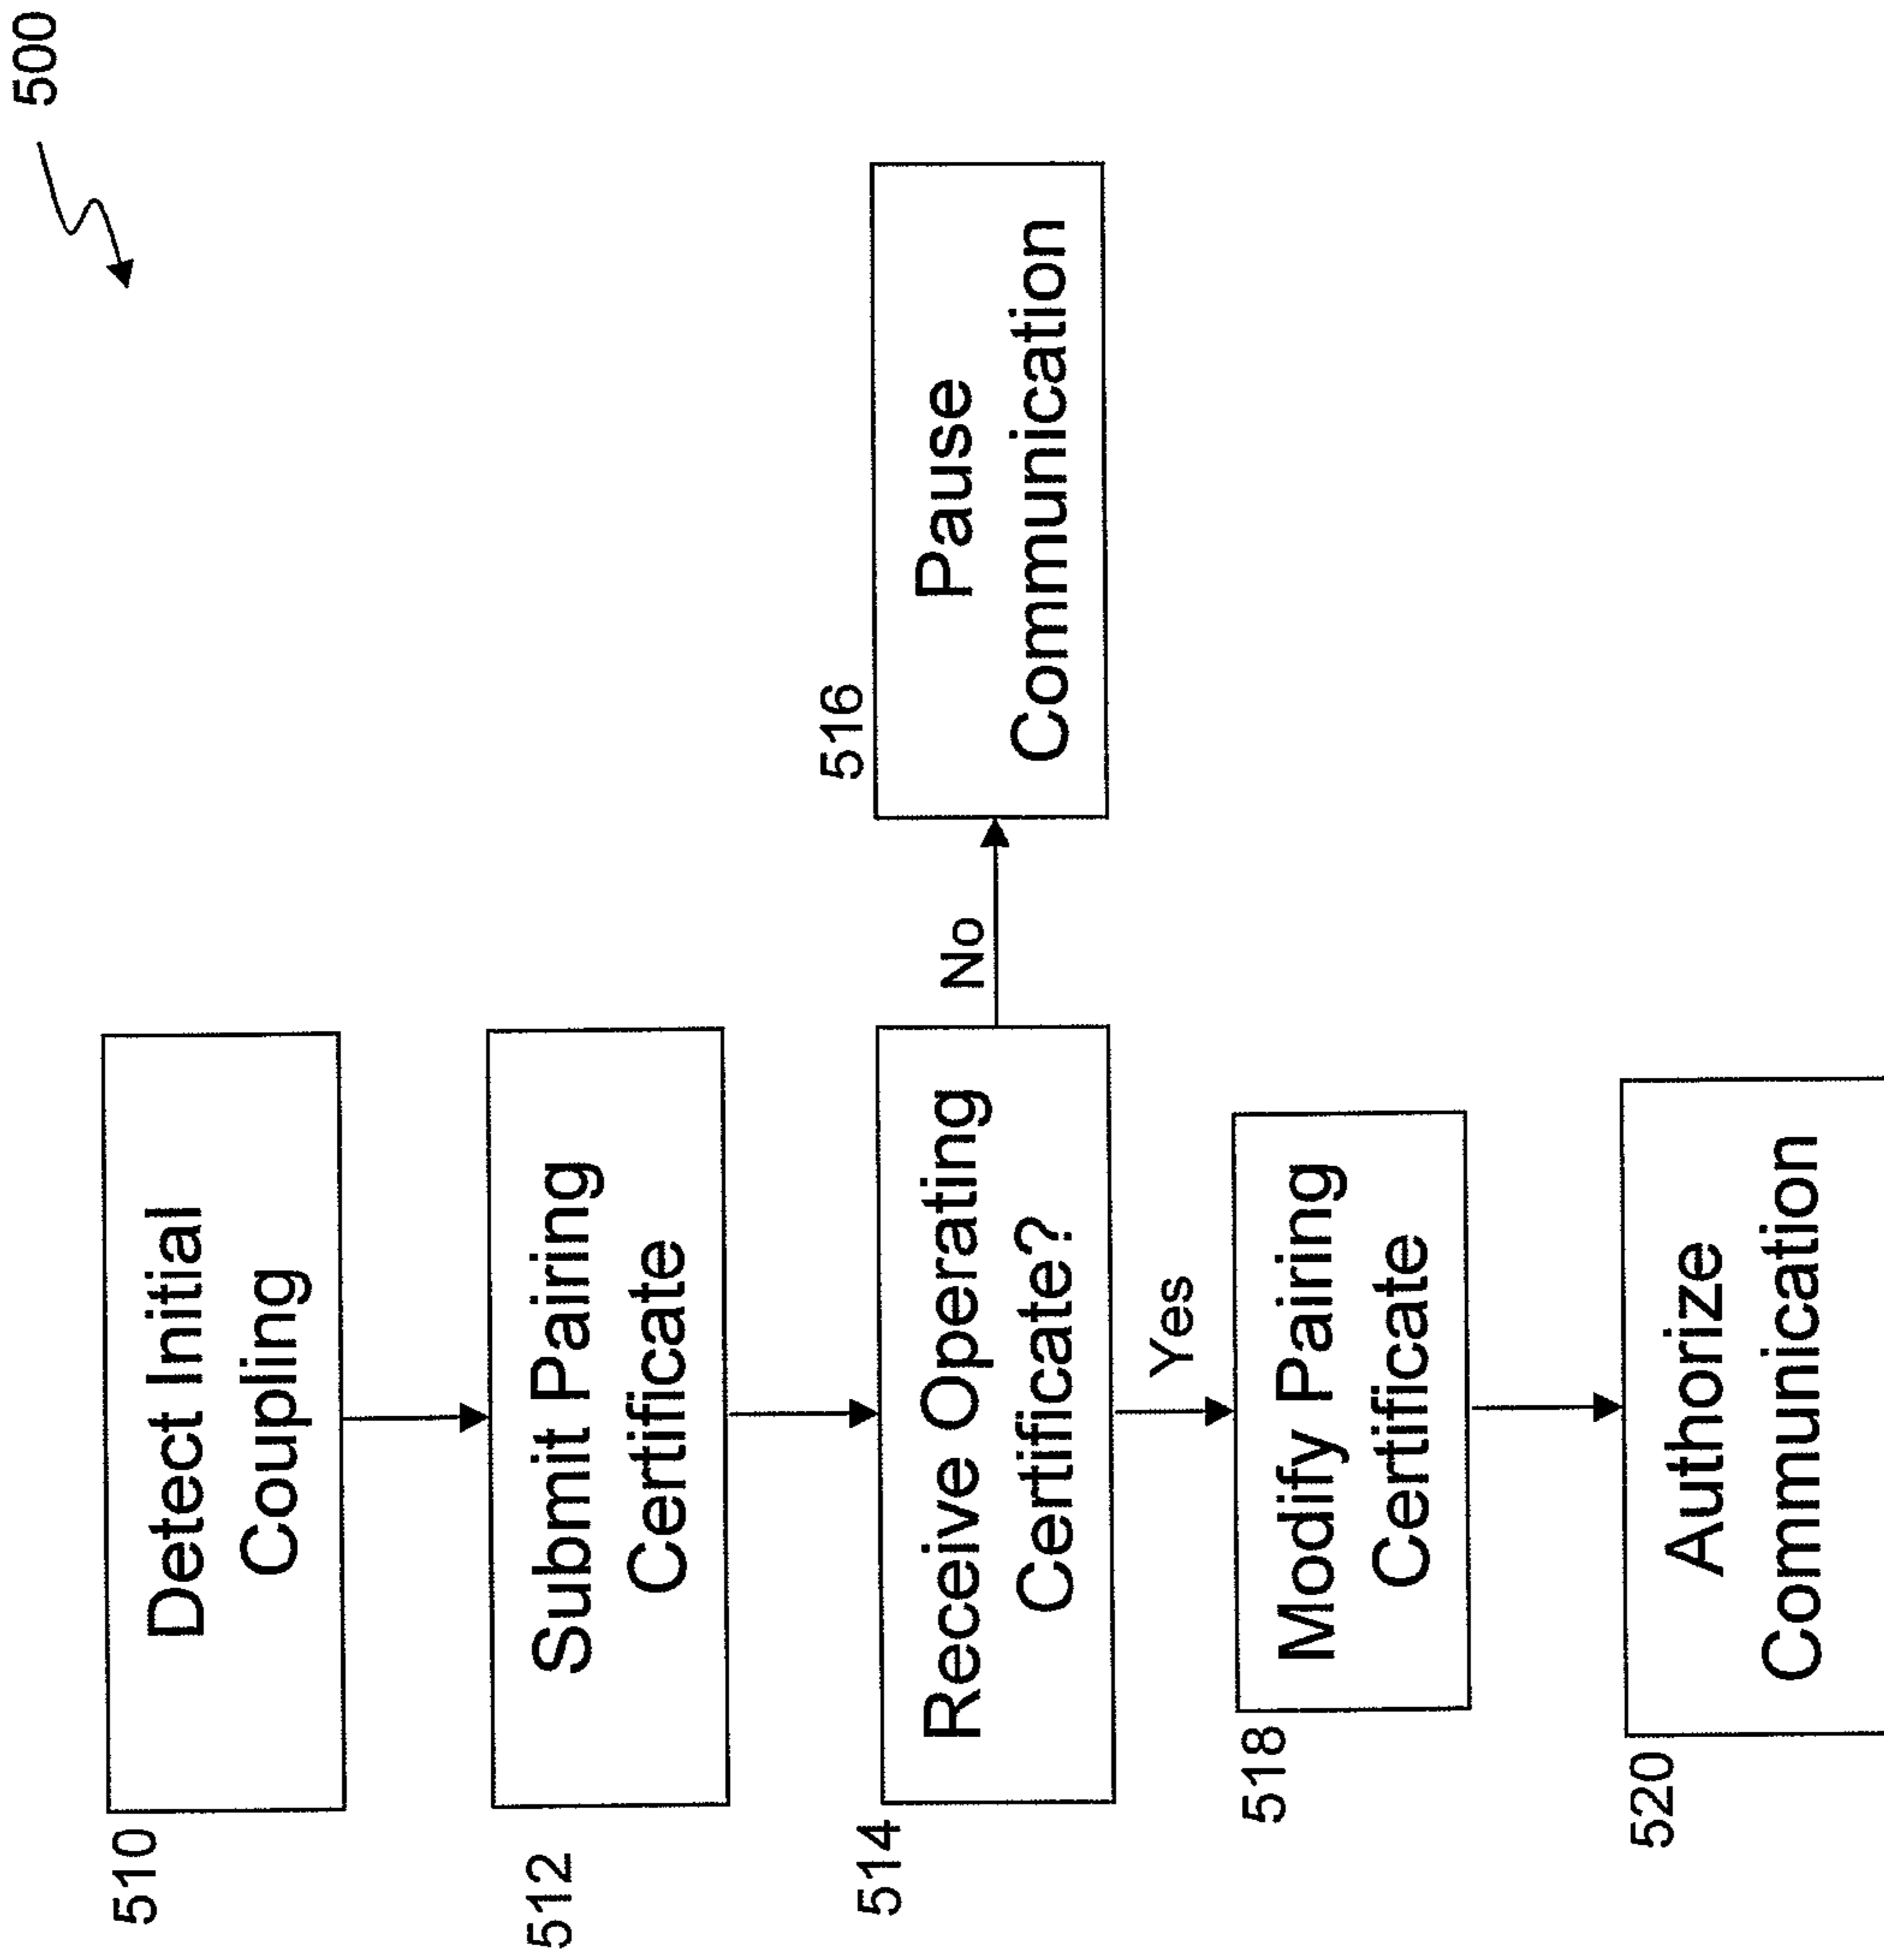 500
510
Detect Initial
Coupling
512
Submit Pairing
Certificate
514
Receive Operating
Certificate?
No
516
Pause
Communication
Yes
518
Modify Pairing
Certificate
520
Authorize
Communication